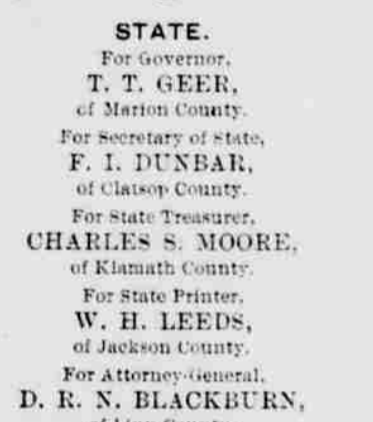 STATE.
For Governor,
T. T. GEER,
of Marion County.
For Secretary of State,
F. I. DUNBAR,
of Clatsop County.
For State Treasurer,
CHARLES S. MOORE,
of Klamath County.
For State Printer,
W. H. LEEDS,
of Jackson County.
For Attorney-General,
D. R. N. BLACKBURN,